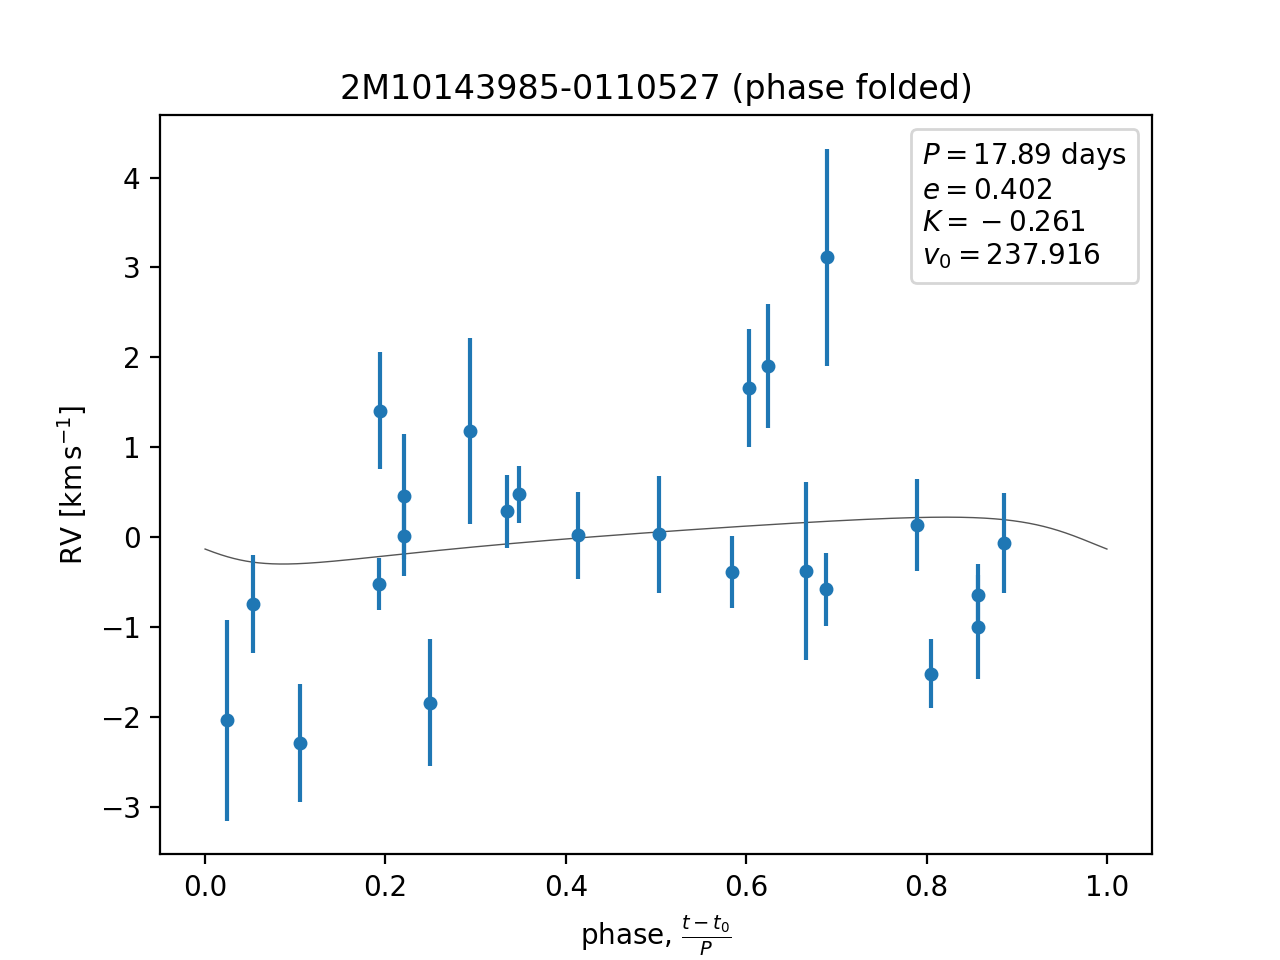 2M10143985-0110527 (phase folded)
P = 17.89 days
e = 0.402
K = −0.261
v₀ = 237.916
4
3
2
1
0
−1
−2
−3
RV [km s⁻¹]
0.0 0.2 0.4 0.6 0.8 1.0
phase, (t − t₀)/P